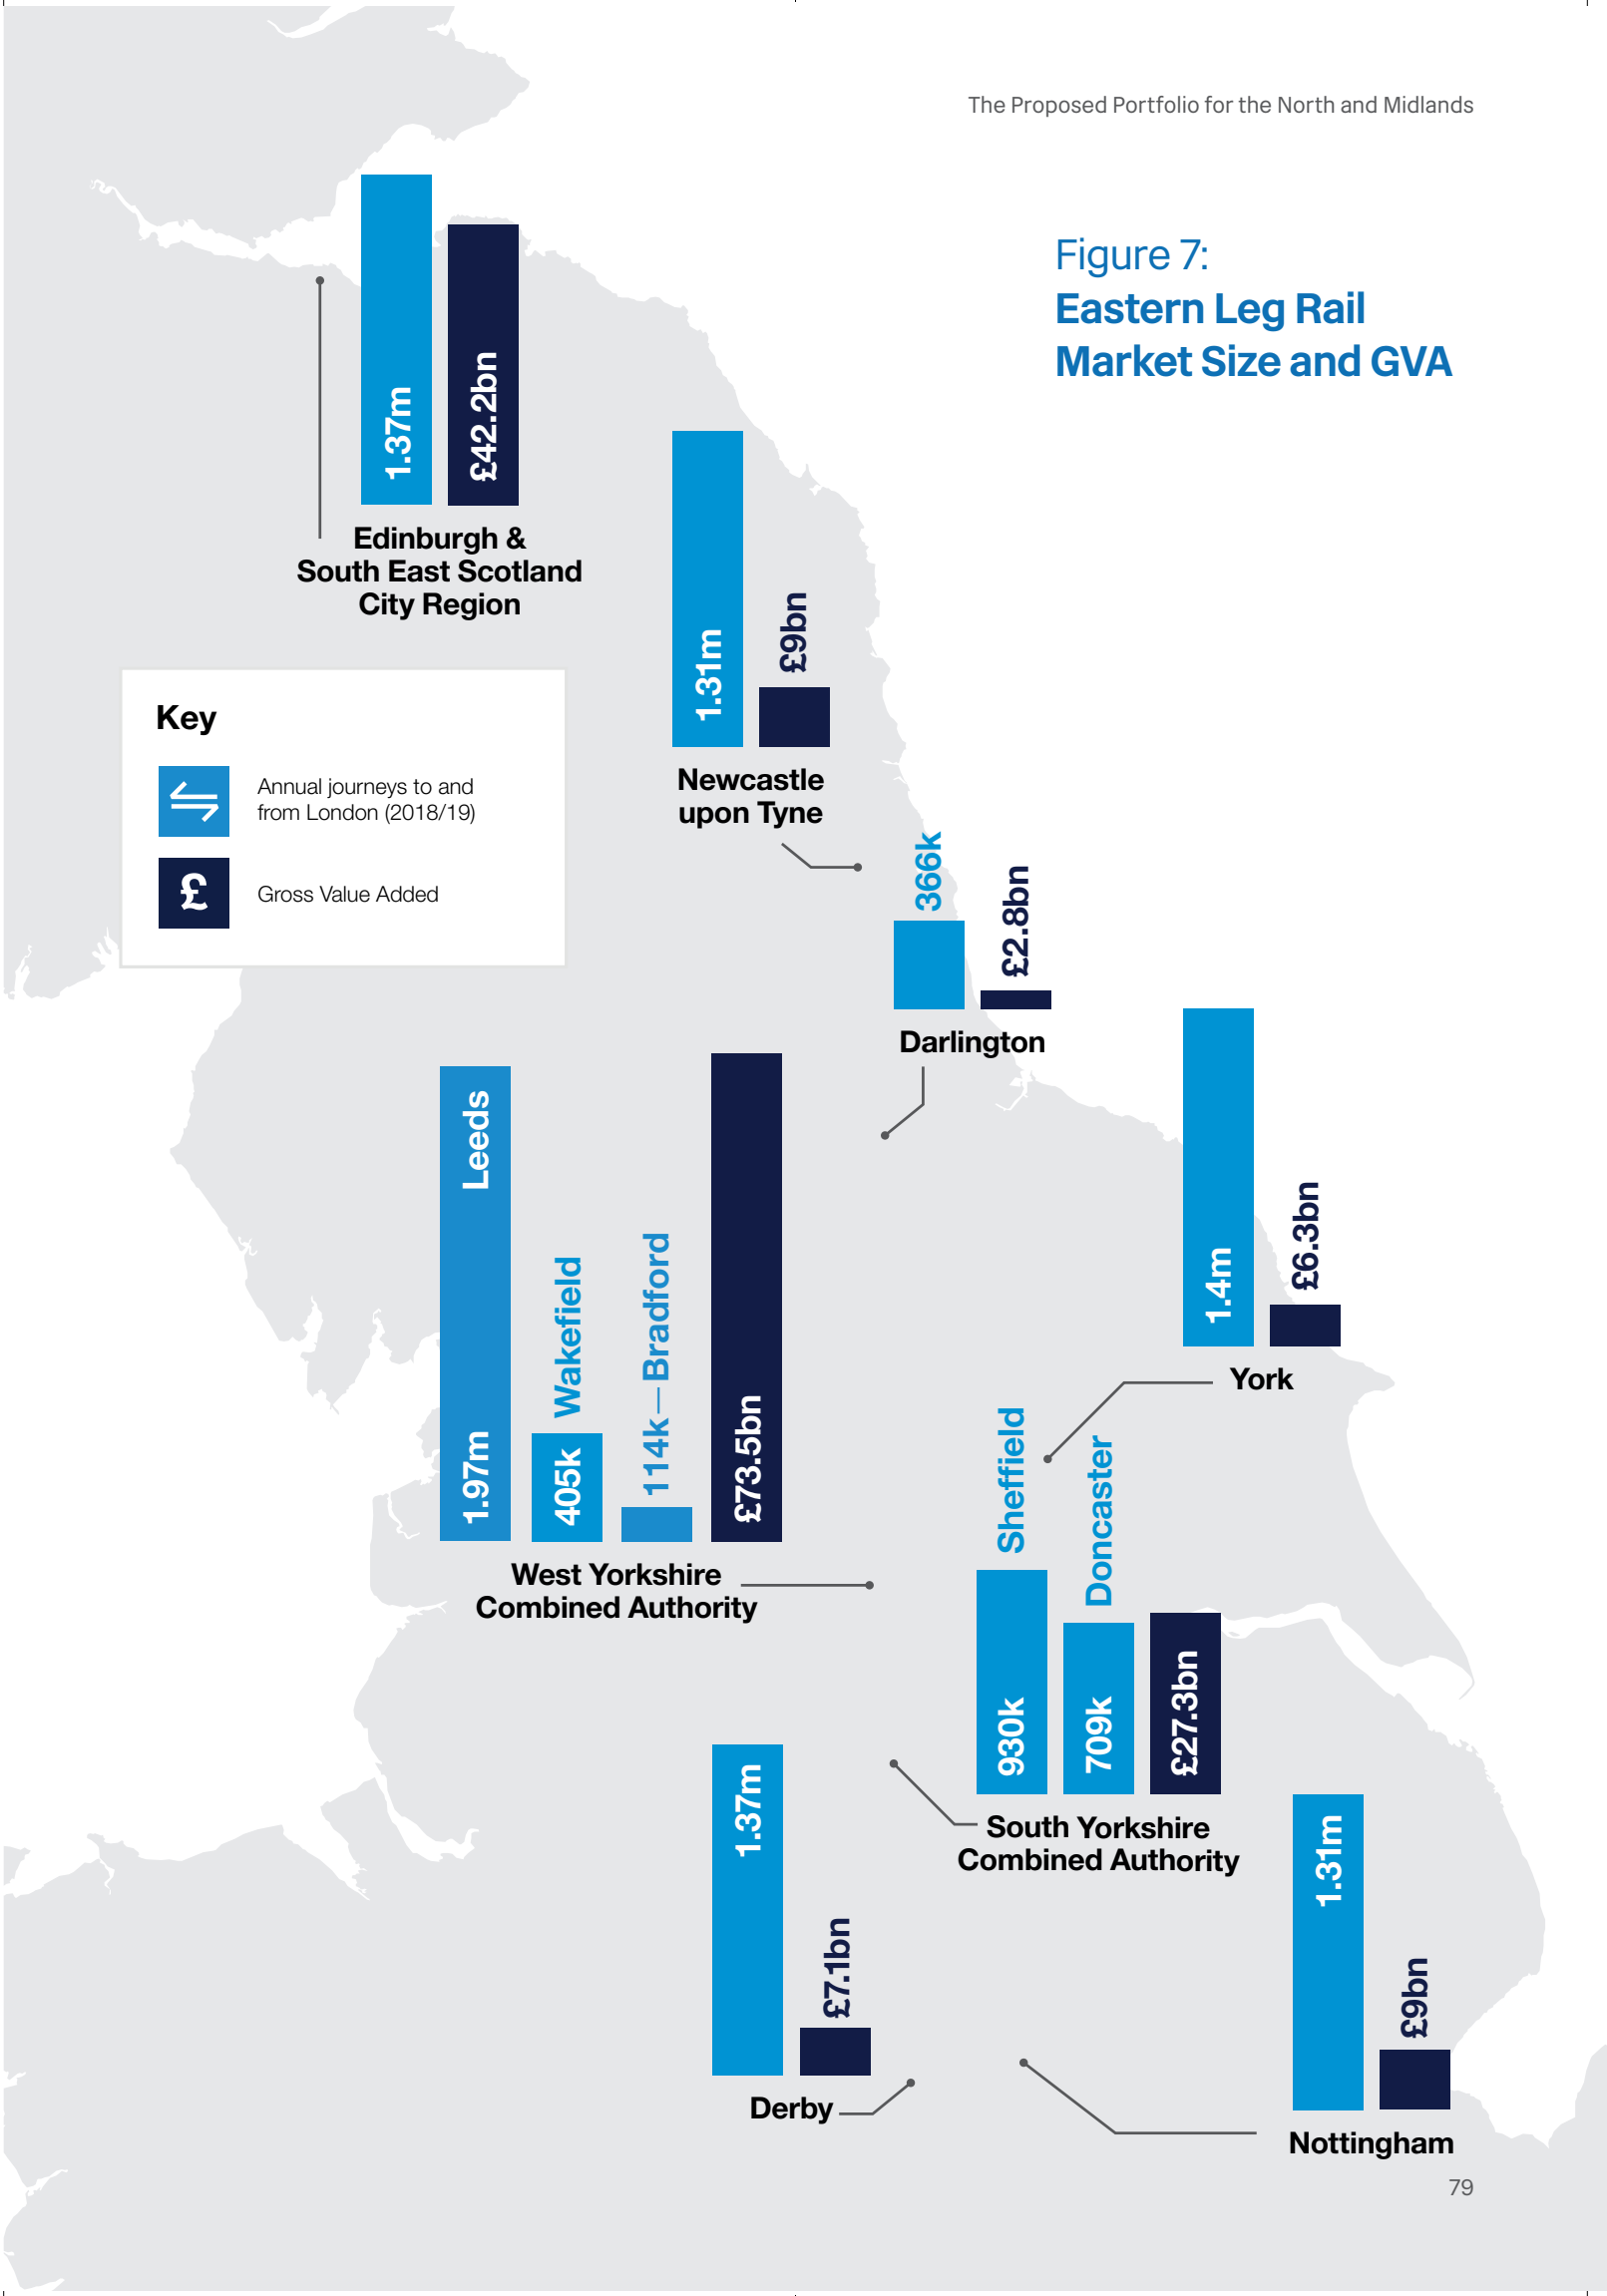 The Proposed Portfolio for the North and Midlands
Figure 7:
Eastern Leg Rail
Market Size and GVA
1.37m
£42.2bn
Edinburgh &
South East Scotland
City Region
1.31m
£9bn
Newcastle
upon Tyne
Key
Annual journeys to and
from London (2018/19)
£
Gross Value Added
366k
£2.8bn
Darlington
Leeds
1.97m
Wakefield
405k
114k—Bradford
£73.5bn
West Yorkshire
Combined Authority
1.4m
£6.3bn
York
Sheffield
930k
Doncaster
709k
£27.3bn
South Yorkshire
Combined Authority
1.37m
£7.1bn
Derby
1.31m
£9bn
Nottingham
79